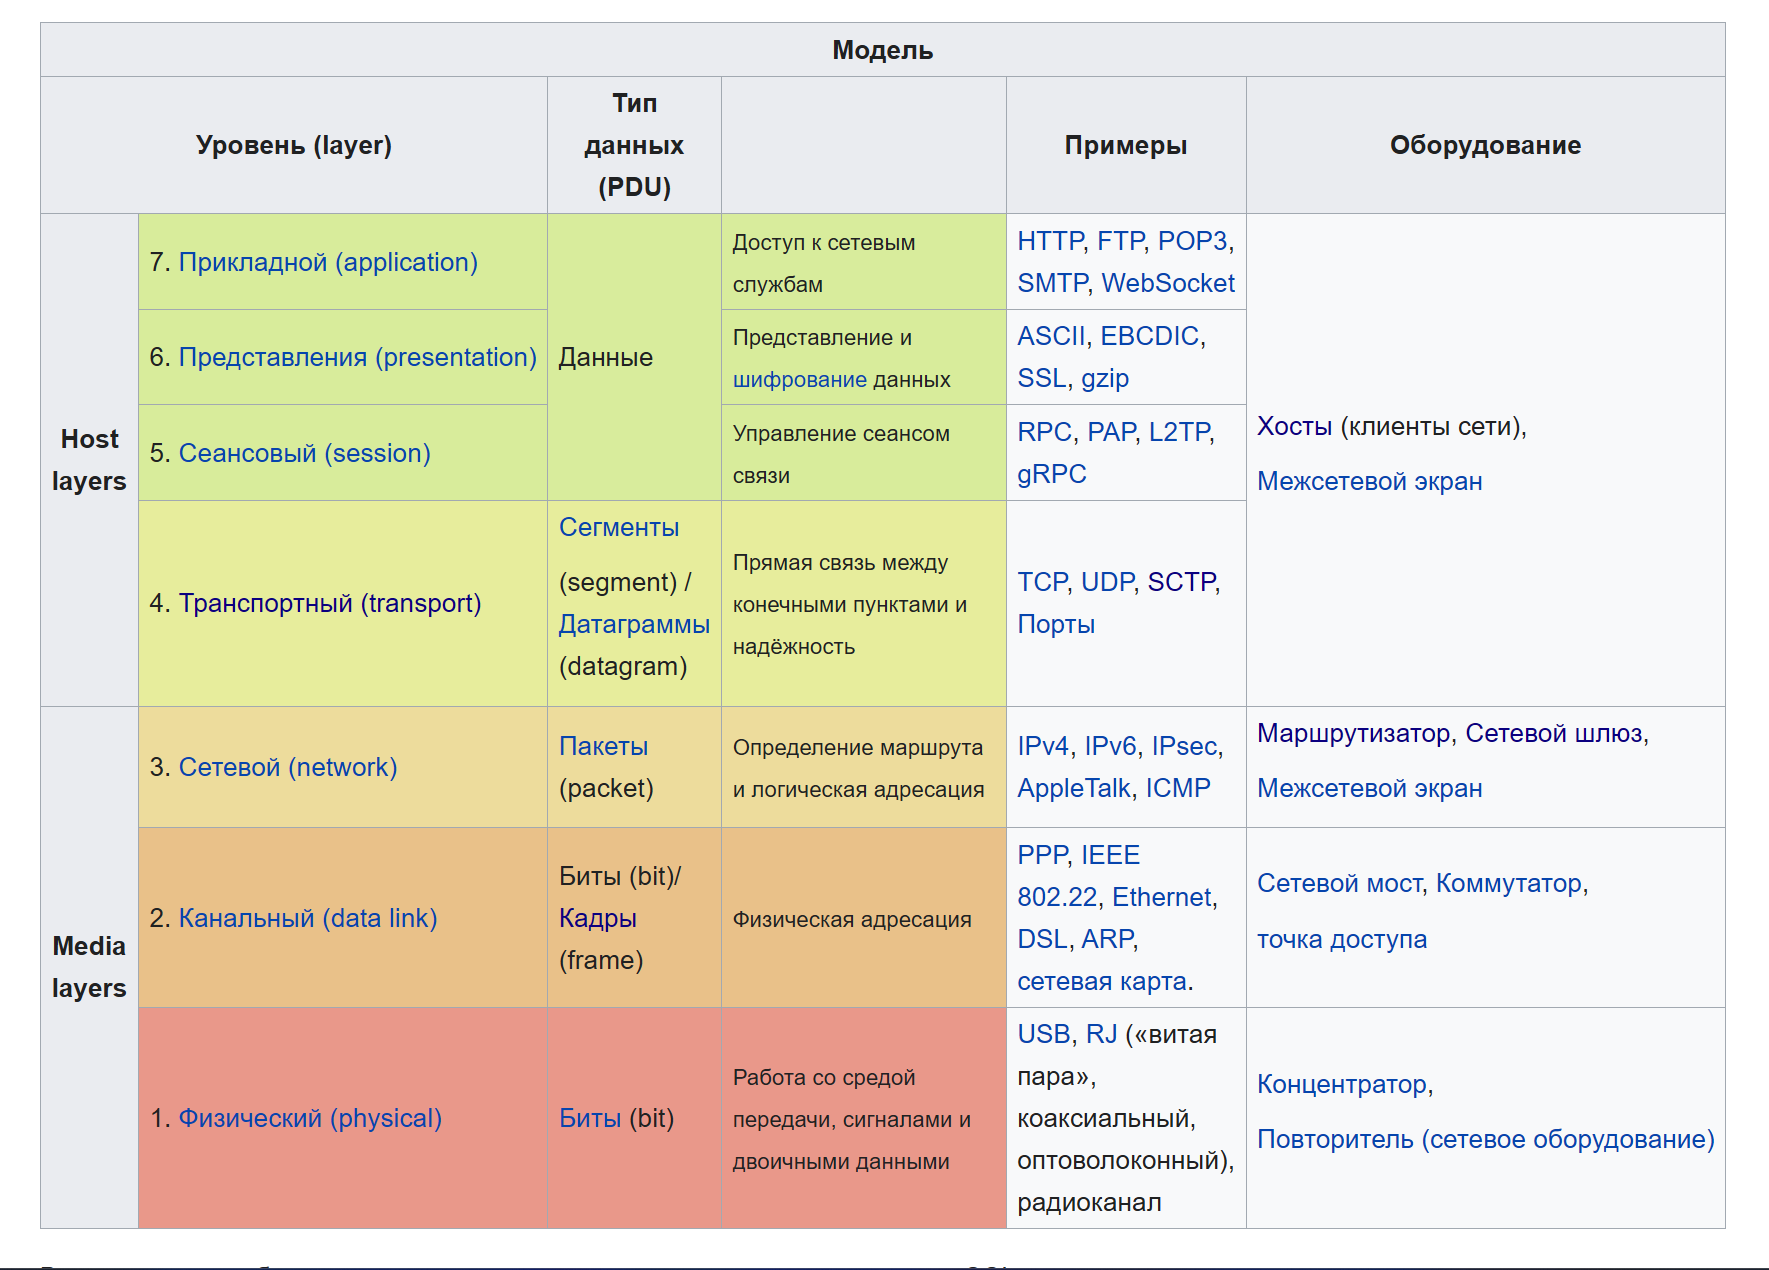 Модель
Уровень (layer)
Тип
данных
(PDU)
Примеры
Оборудование
Host
layers
7. Прикладной (application)
Данные
Доступ к сетевым
службам
HTTP, FTP, POP3,
SMTP, WebSocket
Хосты (клиенты сети),
Межсетевой экран
6. Представления (presentation)
Представление и
шифрование данных
ASCII, EBCDIC,
SSL, gzip
5. Сеансовый (session)
Управление сеансом
связи
RPC, PAP, L2TP,
gRPC
4. Транспортный (transport)
Сегменты
(segment) /
Датаграммы
(datagram)
Прямая связь между
конечными пунктами и
надёжность
TCP, UDP, SCTP,
Порты
Media
layers
3. Сетевой (network)
Пакеты
(packet)
Определение маршрута
и логическая адресация
IPv4, IPv6, IPsec,
AppleTalk, ICMP
Маршрутизатор, Сетевой шлюз,
Межсетевой экран
2. Канальный (data link)
Биты (bit)/
Кадры
(frame)
Физическая адресация
PPP, IEEE
802.22, Ethernet,
DSL, ARP,
сетевая карта.
Сетевой мост, Коммутатор,
точка доступа
1. Физический (physical)
Биты (bit)
Работа со средой
передачи, сигналами и
двоичными данными
USB, RJ («витая
пара»,
коаксиальный,
оптоволоконный),
радиоканал
Концентратор,
Повторитель (сетевое оборудование)